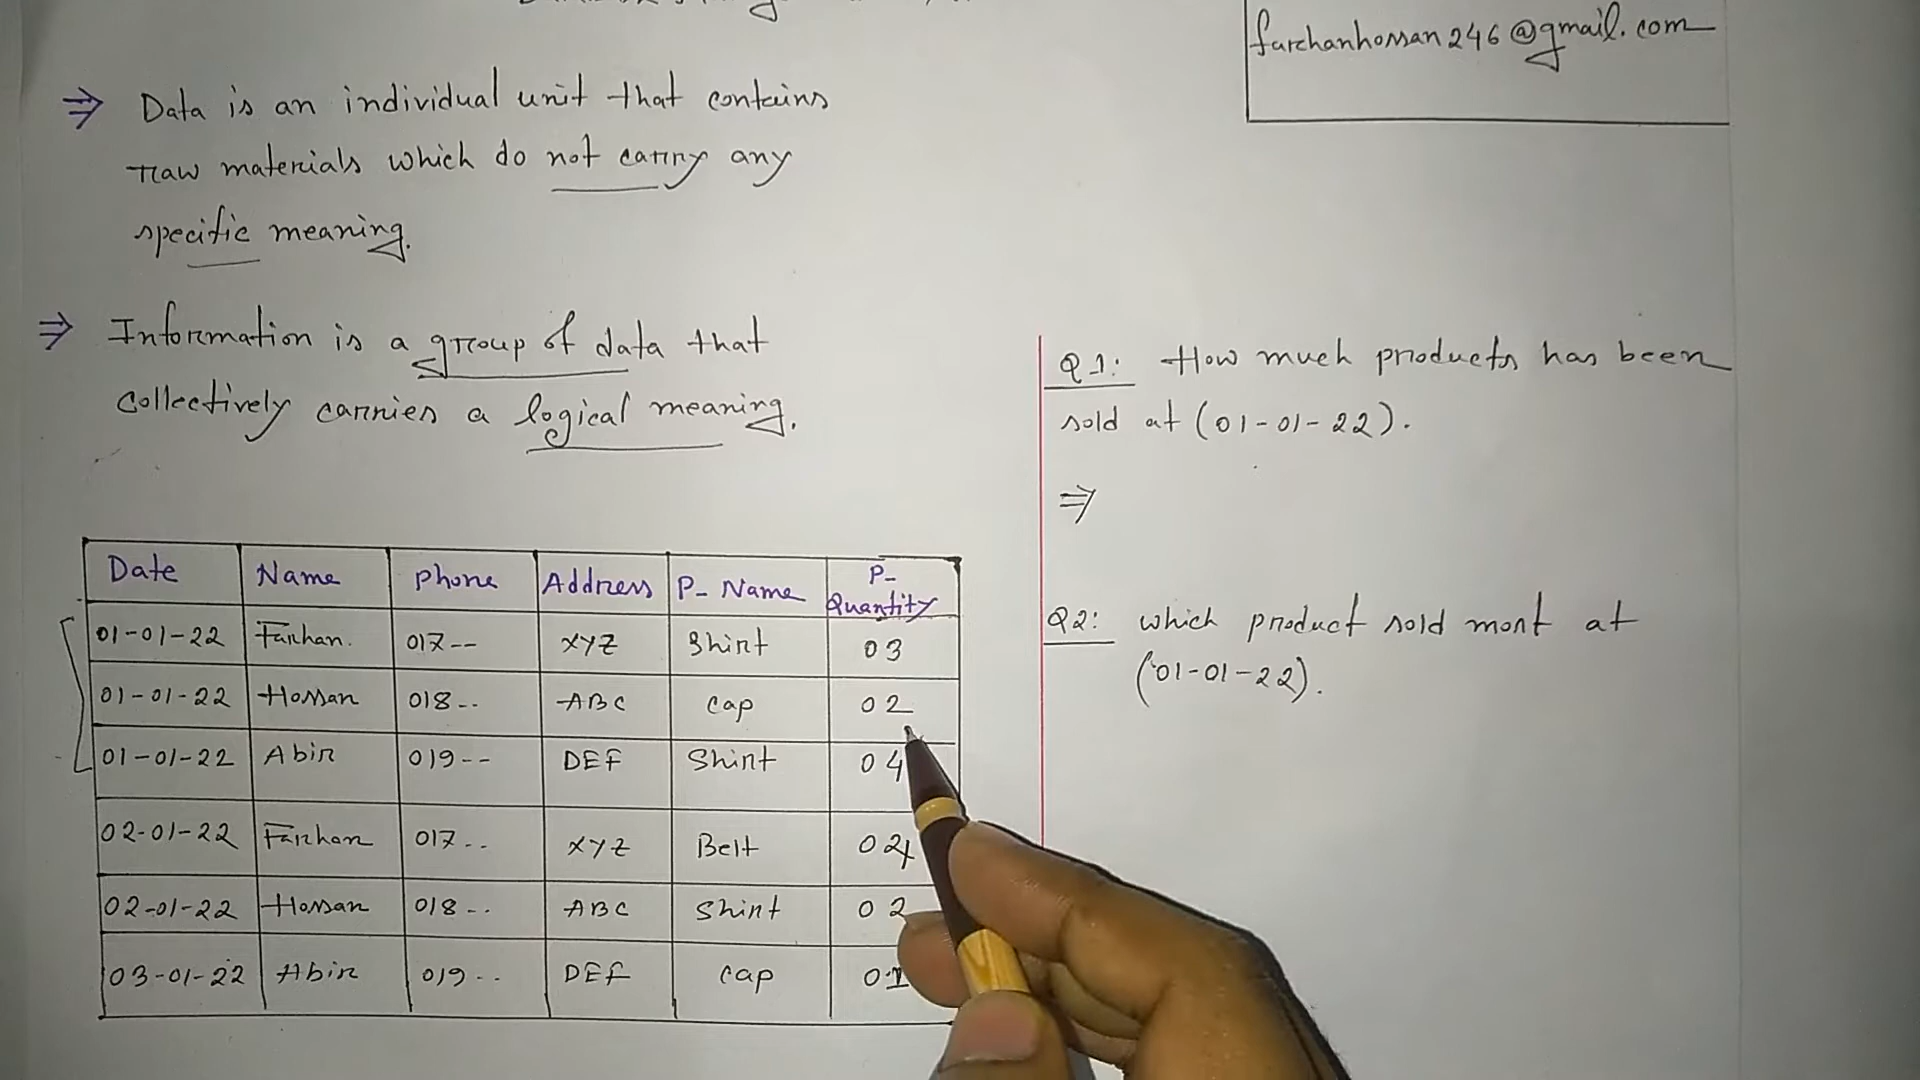 farhanhossan246@gmail.com
⇒ Data is an individual unit that contains
raw materials which do not carry any
specific meaning.
⇒ Information is a group of data that
collectively carries a logical meaning.
Q1: How much products has been
sold at (01-01-22).
⇒
Q2: which product sold most at
(01-01-22).
Date Name Phone Address P- Name P- Quantity
01-01-22 Farhan. 017-- XYZ Shirt 03
01-01-22 Hossan 018-- ABC Cap 02
01-01-22 Abir 019-- DEF Shirt 04
02-01-22 Farhan 017-- XYZ Belt
02-01-22 Hossan 018-- ABC Shirt 02
03-01-22 Abir 019-- DEF Cap 01